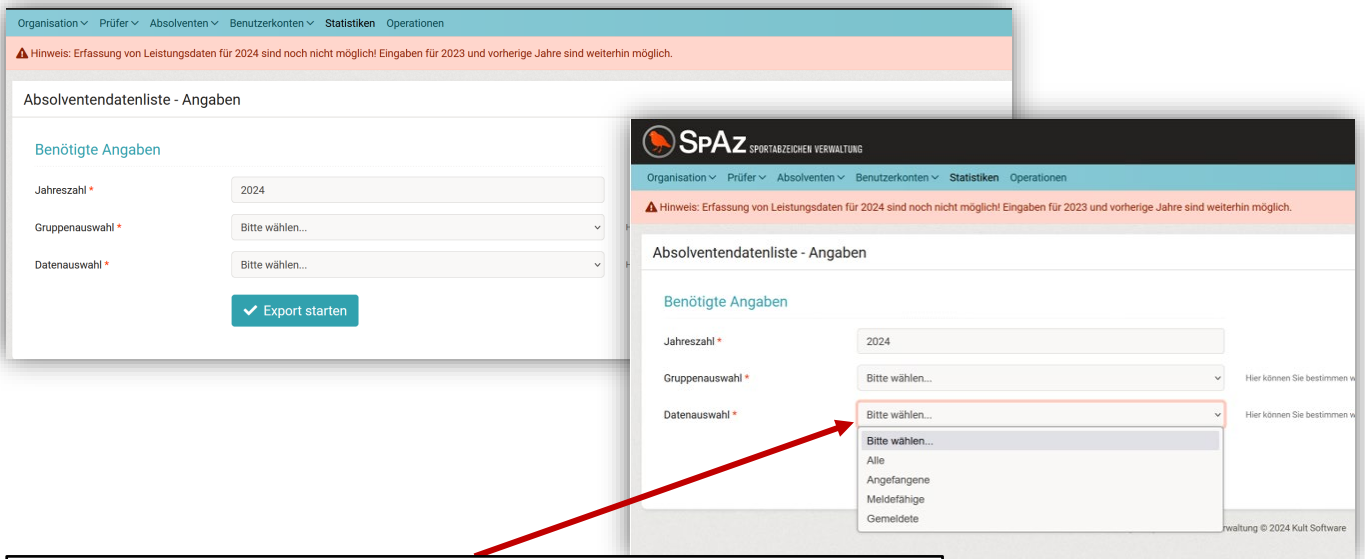 Organisation Prüfer Absolventen Benutzerkonten Statistiken Operationen
Hinweis: Erfassung von Leistungsdaten für 2024 sind noch nicht möglich! Eingaben für 2023 und vorherige Jahre sind weiterhin möglich.
Absolventendatenliste - Angaben
Benötigte Angaben
Jahreszahl * 2024
Gruppenauswahl * Bitte wählen...
Datenauswahl * Bitte wählen...
Export starten
SPAZ SPORTABZEICHEN VERWALTUNG
Organisation Prüfer Absolventen Benutzerkonten Statistiken Operationen
Hinweis: Erfassung von Leistungsdaten für 2024 sind noch nicht möglich! Eingaben für 2023 und vorherige Jahre sind weiterhin möglich.
Absolventendatenliste - Angaben
Benötigte Angaben
Jahreszahl * 2024
Gruppenauswahl * Bitte wählen... Hier können Sie bestimmen w
Datenauswahl * Bitte wählen... Hier können Sie bestimmen w
Bitte wählen...
Alle
Angefangene
Meldefähige
Gemeldete
rwaltung © 2024 Kult Software